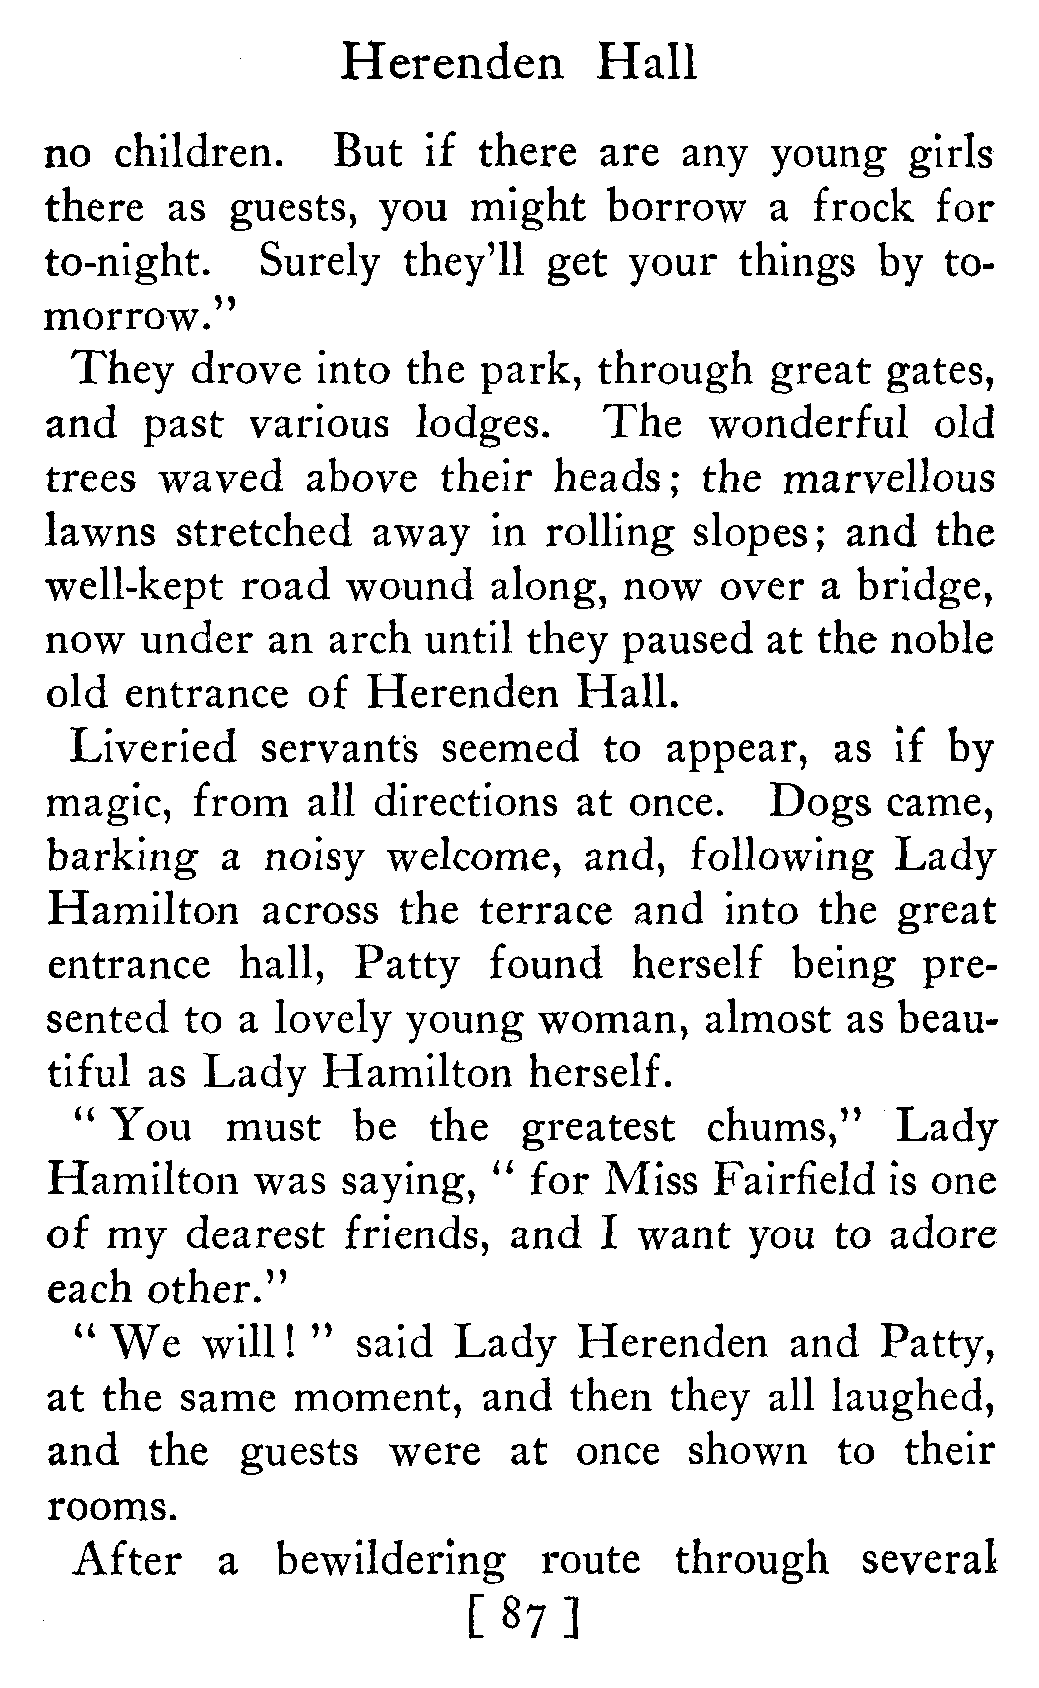 Herenden Hall
no children. But if there are any young girls
there as guests, you might borrow a frock for
to-night. Surely they'll get your things by to-
morrow."
They drove into the park, through great gates,
and past various lodges. The wonderful old
trees waved above their heads; the marvellous
lawns stretched away in rolling slopes; and the
well-kept road wound along, now over a bridge,
now under an arch until they paused at the noble
old entrance of Herenden Hall.
Liveried servants seemed to appear, as if by
magic, from all directions at once. Dogs came,
barking a noisy welcome, and, following Lady
Hamilton across the terrace and into the great
entrance hall, Patty found herself being pre-
sented to a lovely young woman, almost as beau-
tiful as Lady Hamilton herself.
" You must be the greatest chums," Lady
Hamilton was saying, " for Miss Fairfield is one
of my dearest friends, and I want you to adore
each other."
" We will! " said Lady Herenden and Patty,
at the same moment, and then they all laughed,
and the guests were at once shown to their
rooms.
After a bewildering route through several
[ 87 ]